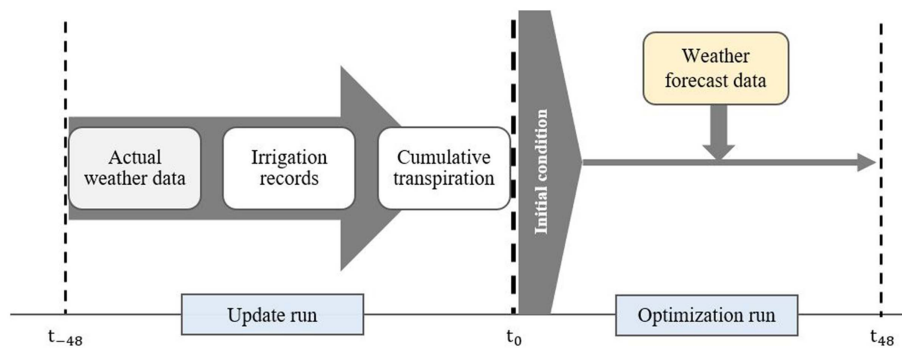 Weather
forecast data
Actual
weather data
Irrigation
records
Cumulative
transpiration
Initial condition
Update run
Optimization run
t₋₄₈
t₀
t₄₈